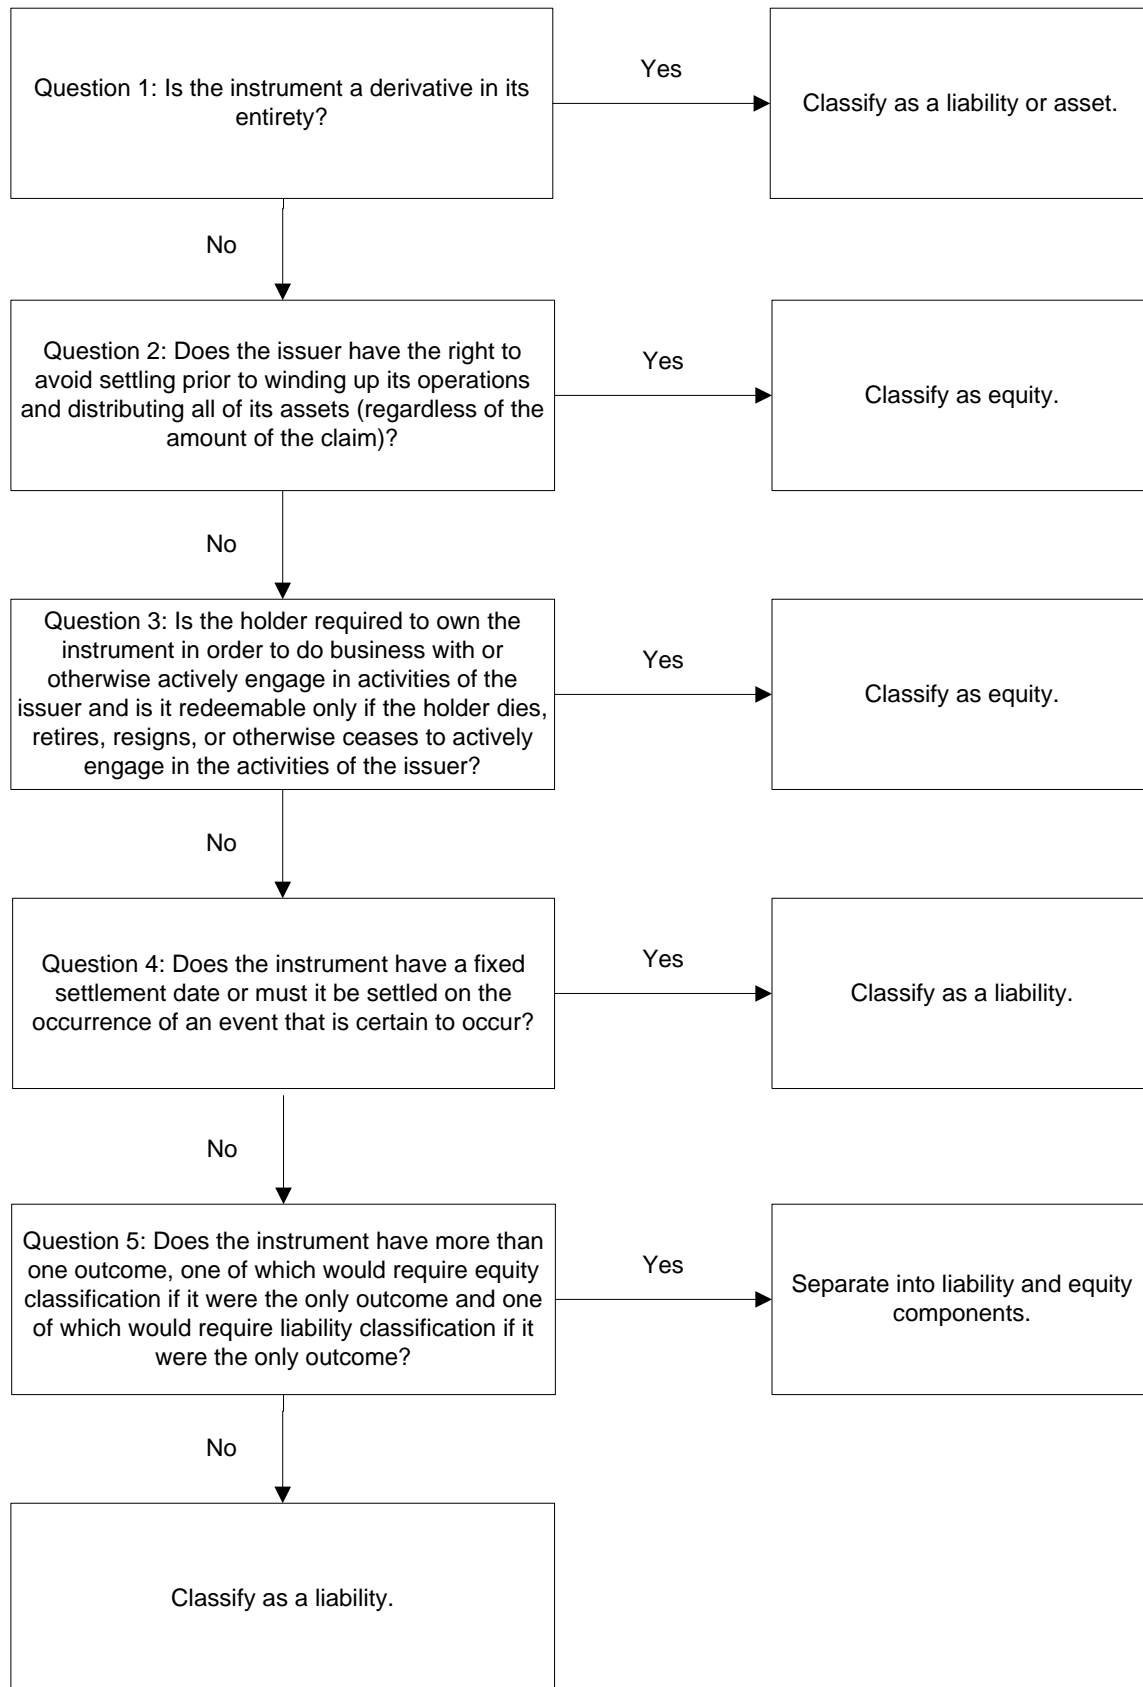 Question 1: Is the instrument a derivative in its
entirety?
Yes
Classify as a liability or asset.
No
Question 2: Does the issuer have the right to
avoid settling prior to winding up its operations
and distributing all of its assets (regardless of the
amount of the claim)?
Yes
Classify as equity.
No
Question 3: Is the holder required to own the
instrument in order to do business with or
otherwise actively engage in activities of the
issuer and is it redeemable only if the holder dies,
retires, resigns, or otherwise ceases to actively
engage in the activities of the issuer?
Yes
Classify as equity.
No
Question 4: Does the instrument have a fixed
settlement date or must it be settled on the
occurrence of an event that is certain to occur?
Yes
Classify as a liability.
No
Question 5: Does the instrument have more than
one outcome, one of which would require equity
classification if it were the only outcome and one
of which would require liability classification if it
were the only outcome?
Yes
Separate into liability and equity
components.
No
Classify as a liability.